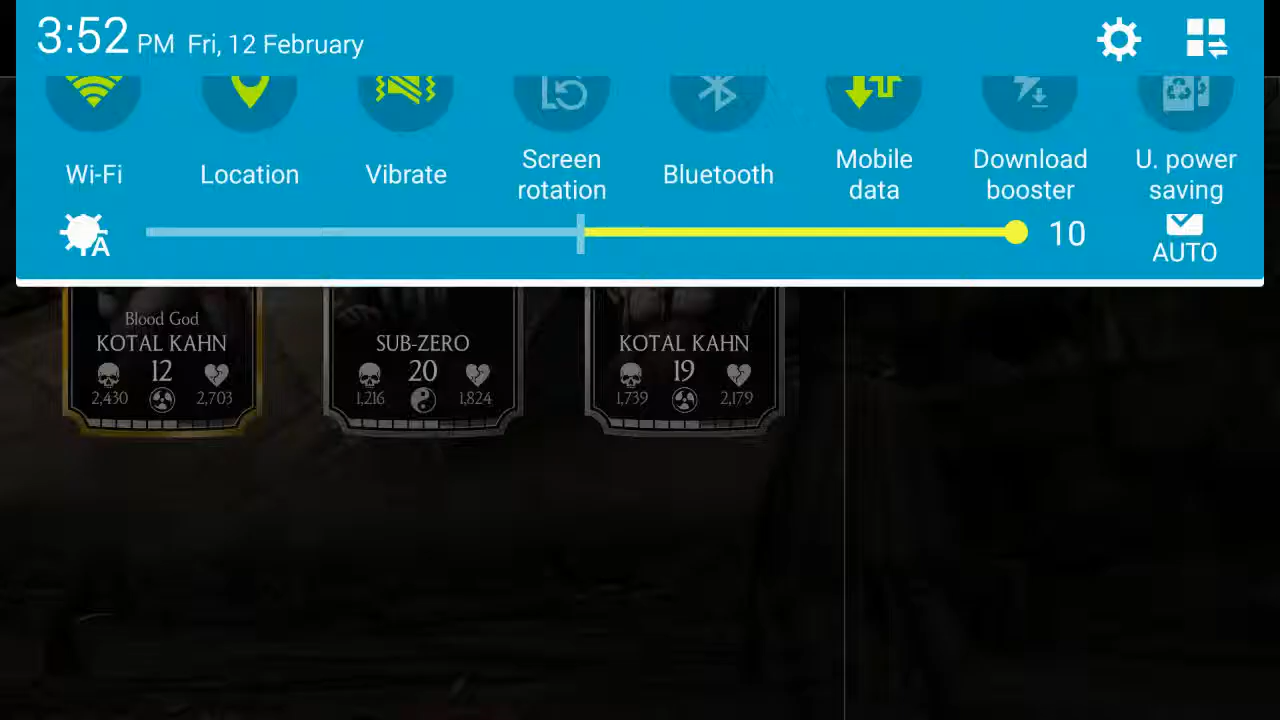 3:52 PM Fri, 12 February
Wi-Fi
Location
Vibrate
Screen
rotation
Bluetooth
Mobile
data
Download
booster
U. power
saving
A
10
AUTO
Blood God
KOTAL KAHN
12
2,430
2,703
SUB-ZERO
20
1,216
1,824
KOTAL KAHN
19
1,739
2,179